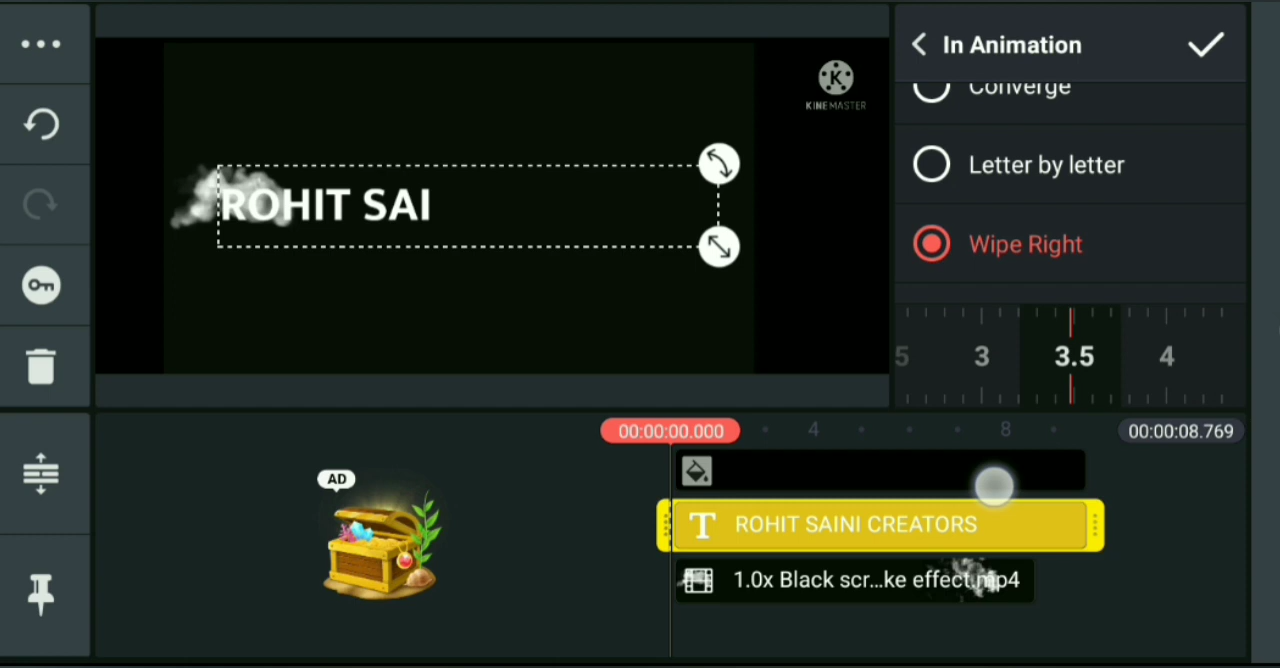 In Animation
Converge
Letter by letter
Wipe Right
5 3 3.5 4
K
KINEMASTER
ROHIT SAI
00:00:00.000 4 8 00:00:08.769
AD
T ROHIT SAINI CREATORS
1.0x Black scr...ke effect.mp4